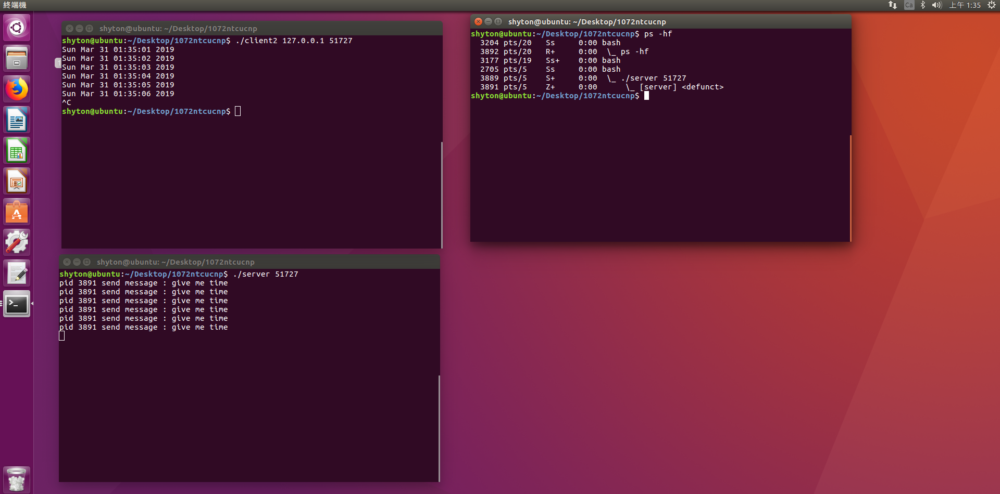 終端機
Ca
上午 1:35
shyton@ubuntu: ~/Desktop/1072ntcucnp
shyton@ubuntu:~/Desktop/1072ntcucnp$ ./client2 127.0.0.1 51727
Sun Mar 31 01:35:01 2019
Sun Mar 31 01:35:02 2019
Sun Mar 31 01:35:03 2019
Sun Mar 31 01:35:04 2019
Sun Mar 31 01:35:05 2019
Sun Mar 31 01:35:06 2019
^C
shyton@ubuntu:~/Desktop/1072ntcucnp$
shyton@ubuntu: ~/Desktop/1072ntcucnp
shyton@ubuntu:~/Desktop/1072ntcucnp$ ps -hf
3204 pts/20   Ss     0:00 bash
3892 pts/20   R+     0:00  \_ ps -hf
3177 pts/19   Ss+    0:00 bash
2705 pts/5    Ss     0:00 bash
3889 pts/5    S+     0:00  \_ ./server 51727
3891 pts/5    Z+     0:00      \_ [server] <defunct>
shyton@ubuntu:~/Desktop/1072ntcucnp$
shyton@ubuntu: ~/Desktop/1072ntcucnp
shyton@ubuntu:~/Desktop/1072ntcucnp$ ./server 51727
pid 3891 send message : give me time
pid 3891 send message : give me time
pid 3891 send message : give me time
pid 3891 send message : give me time
pid 3891 send message : give me time
pid 3891 send message : give me time